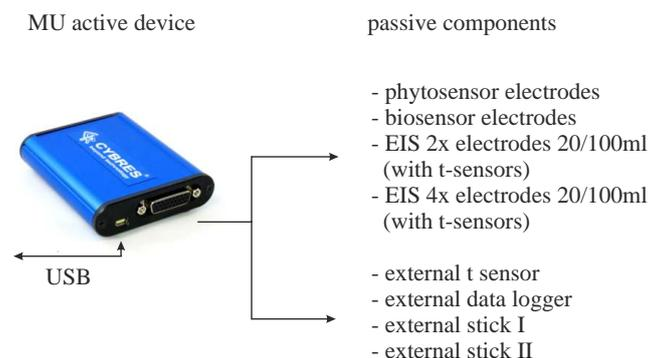 MU active device
passive components
- phytosensor electrodes
- biosensor electrodes
- EIS 2x electrodes 20/100ml
(with t-sensors)
- EIS 4x electrodes 20/100ml
(with t-sensors)
CYBRES
USB
- external t sensor
- external data logger
- external stick I
- external stick II